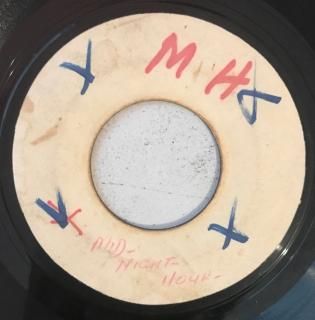 MH
MID-
NIGHT-
HOUR-